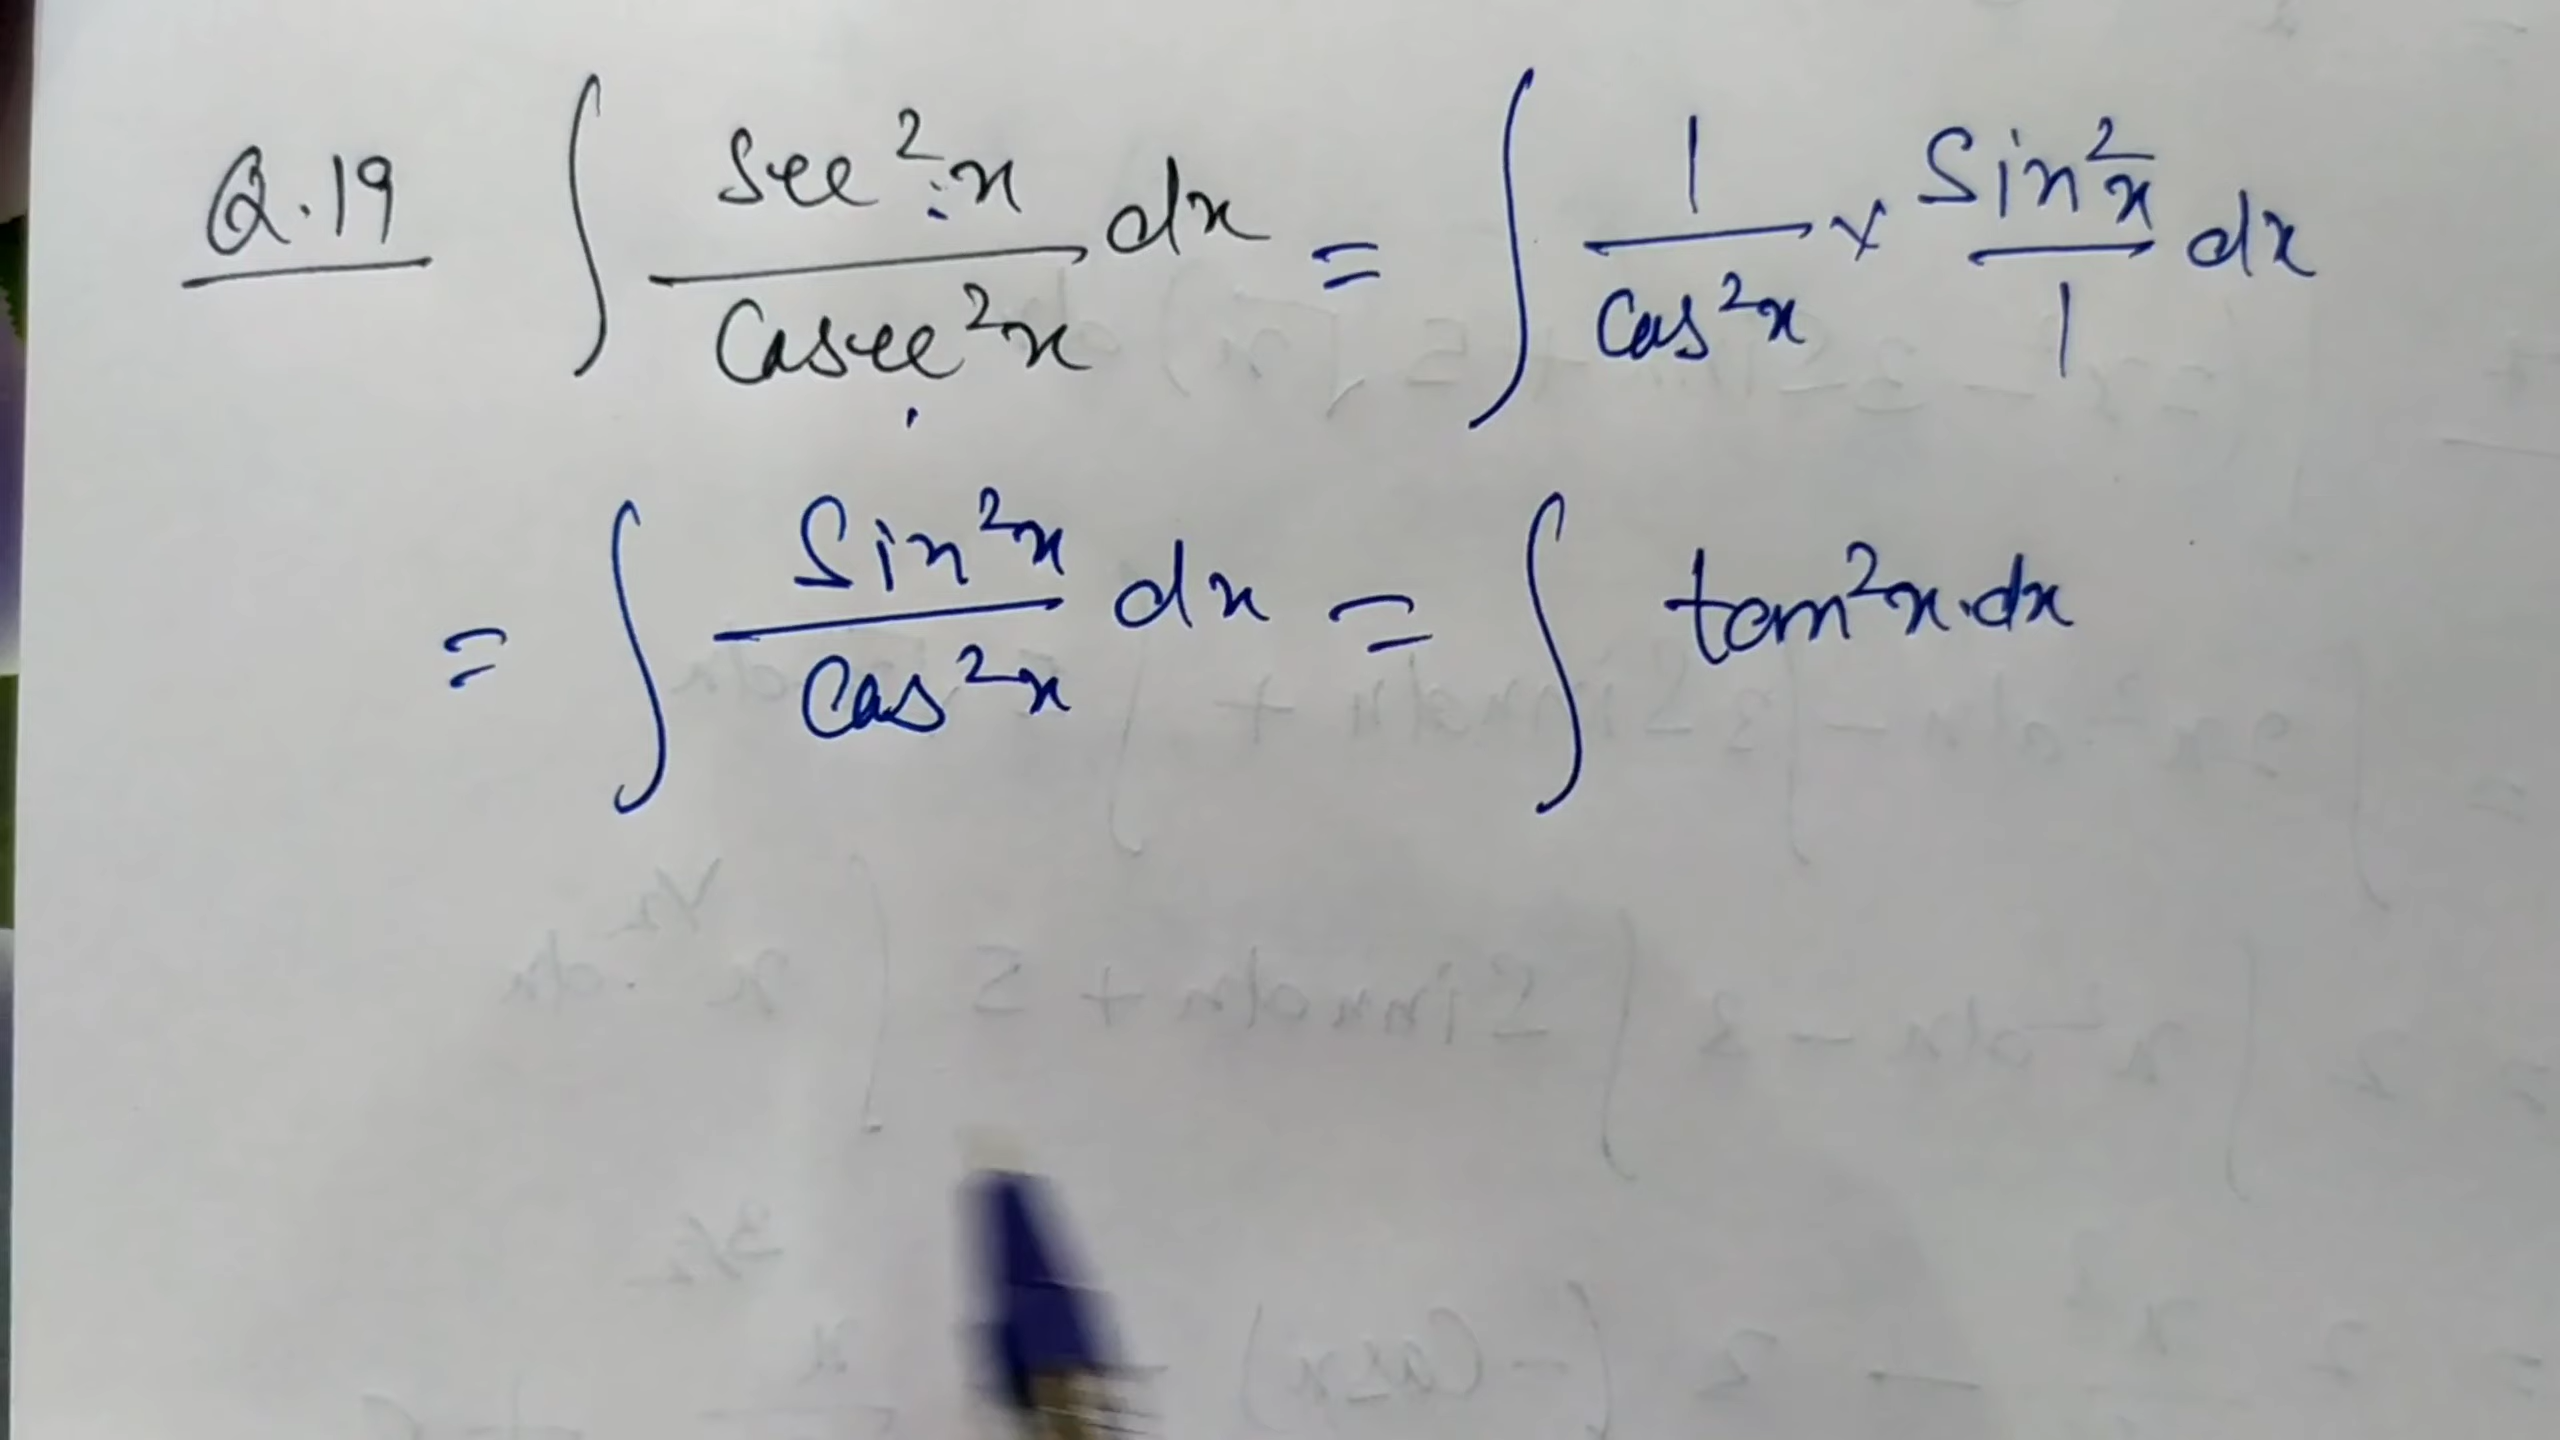 Q.19 ∫ Sec²x / Cosec²x dx = ∫ 1/Cos²x × Sin²x/1 dx
= ∫ Sin²x / Cos²x dx = ∫ tan²x.dx